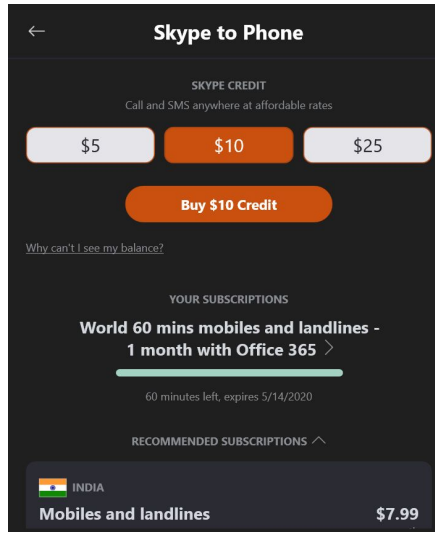 Skype to Phone
SKYPE CREDIT
Call and SMS anywhere at affordable rates
$5
$10
$25
Buy $10 Credit
Why can't I see my balance?
YOUR SUBSCRIPTIONS
World 60 mins mobiles and landlines -
1 month with Office 365
60 minutes left, expires 5/14/2020
RECOMMENDED SUBSCRIPTIONS
INDIA
Mobiles and landlines
$7.99